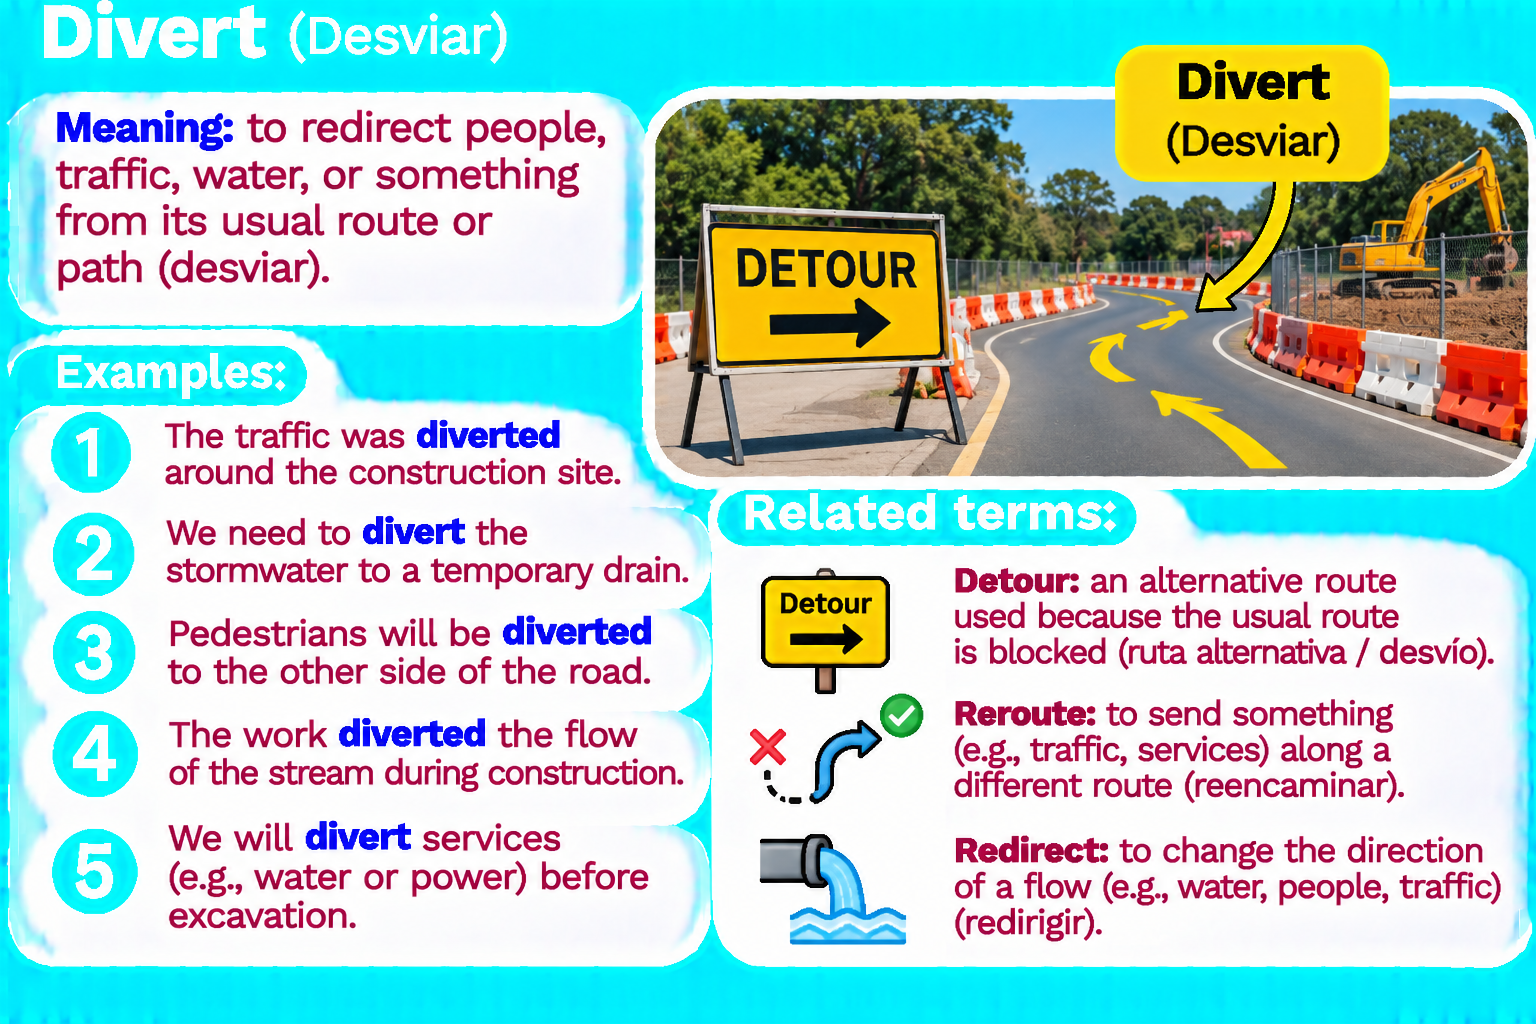 Divert (Desviar)
Meaning: to redirect people,
traffic, water, or something
from its usual route or
path (desviar).
Divert
(Desviar)
DETOUR
Examples:
1 The traffic was diverted
around the construction site.
2 We need to divert the
stormwater to a temporary drain.
3 Pedestrians will be diverted
to the other side of the road.
4 The work diverted the flow
of the stream during construction.
5 We will divert services
(e.g., water or power) before
excavation.
Related terms:
Detour
Detour: an alternative route
used because the usual route
is blocked (ruta alternativa / desvío).
Reroute: to send something
(e.g., traffic, services) along a
different route (reencaminar).
Redirect: to change the direction
of a flow (e.g., water, people, traffic)
(redirigir).